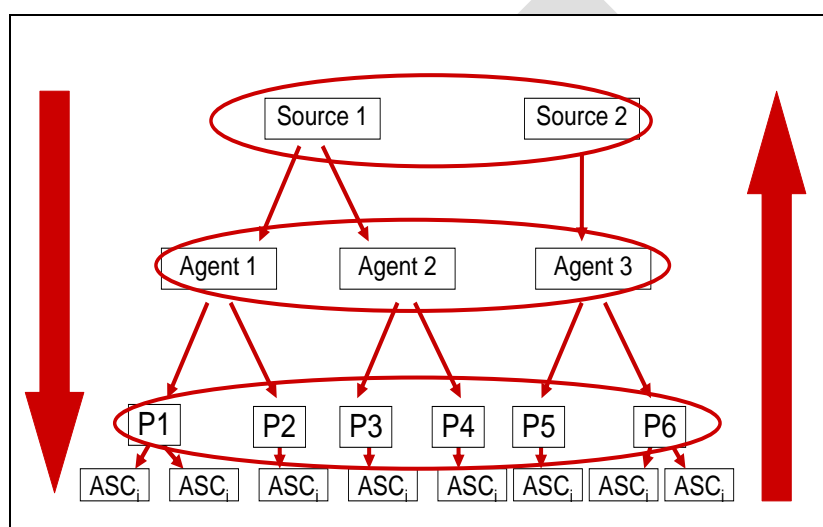 Source 1 Source 2
Agent 1 Agent 2 Agent 3
P1 P2 P3 P4 P5 P6
ASCi ASCi ASCi ASCi ASCi ASCi ASCi ASCi